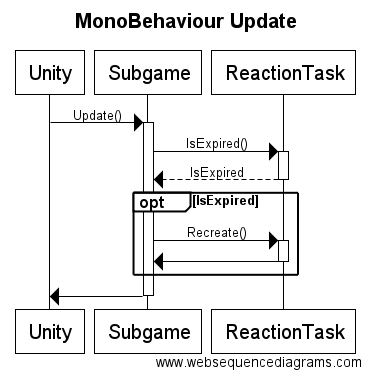 MonoBehaviour Update
Unity Subgame ReactionTask
Update()
IsExpired()
IsExpired
opt [IsExpired]
Recreate()
Unity Subgame ReactionTask
www.websequencediagrams.com